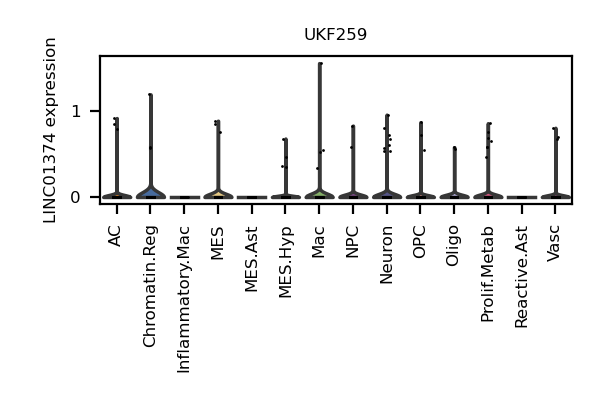 UKF259
LINC01374 expression
1
0
AC
Chromatin.Reg
Inflammatory.Mac
MES
MES.Ast
MES.Hyp
Mac
NPC
Neuron
OPC
Oligo
Prolif.Metab
Reactive.Ast
Vasc